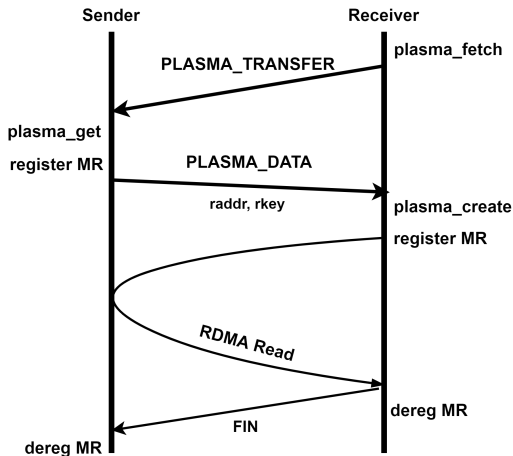 Sender
Receiver
plasma_fetch
PLASMA_TRANSFER
plasma_get
register MR
PLASMA_DATA
raddr, rkey
plasma_create
register MR
RDMA Read
dereg MR
FIN
dereg MR